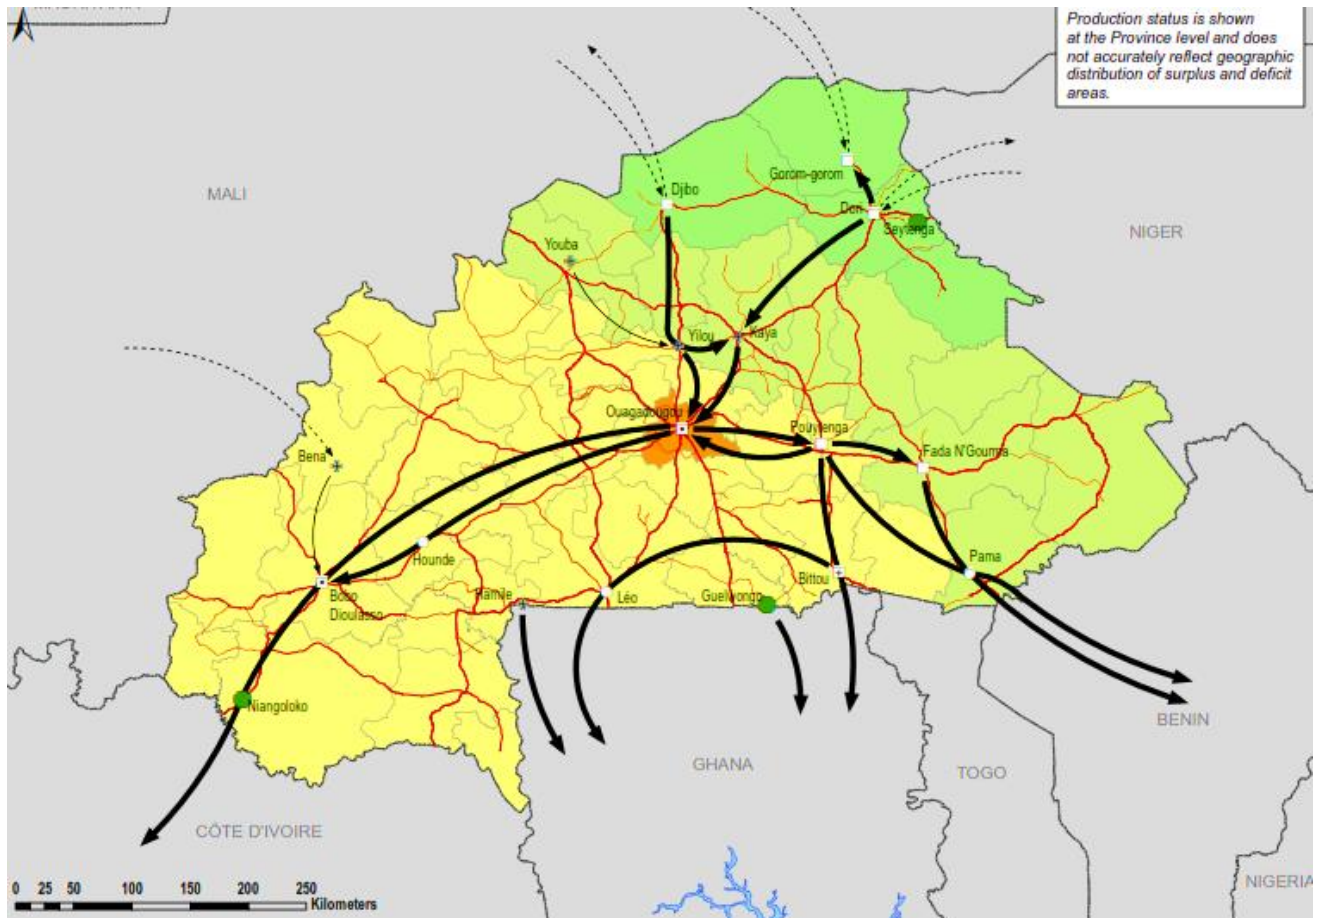 Production status is shown
at the Province level and does
not accurately reflect geographic
distribution of surplus and deficit
areas.
Gorom-gorom
MALI
Djibo
Dori
Seytenga
NIGER
Youba
Yilou
Kaya
Ouagadougou
Pouytenga
Fada N'Gourma
Bena
Hounde
Pama
Bittou
Bobo
Dioulasso
Hamile
Léo
Guelwongo
Niangoloko
BENIN
GHANA
TOGO
CÔTE D'IVOIRE
NIGERIA
0 25 50 100 150 200 250
Kilometers